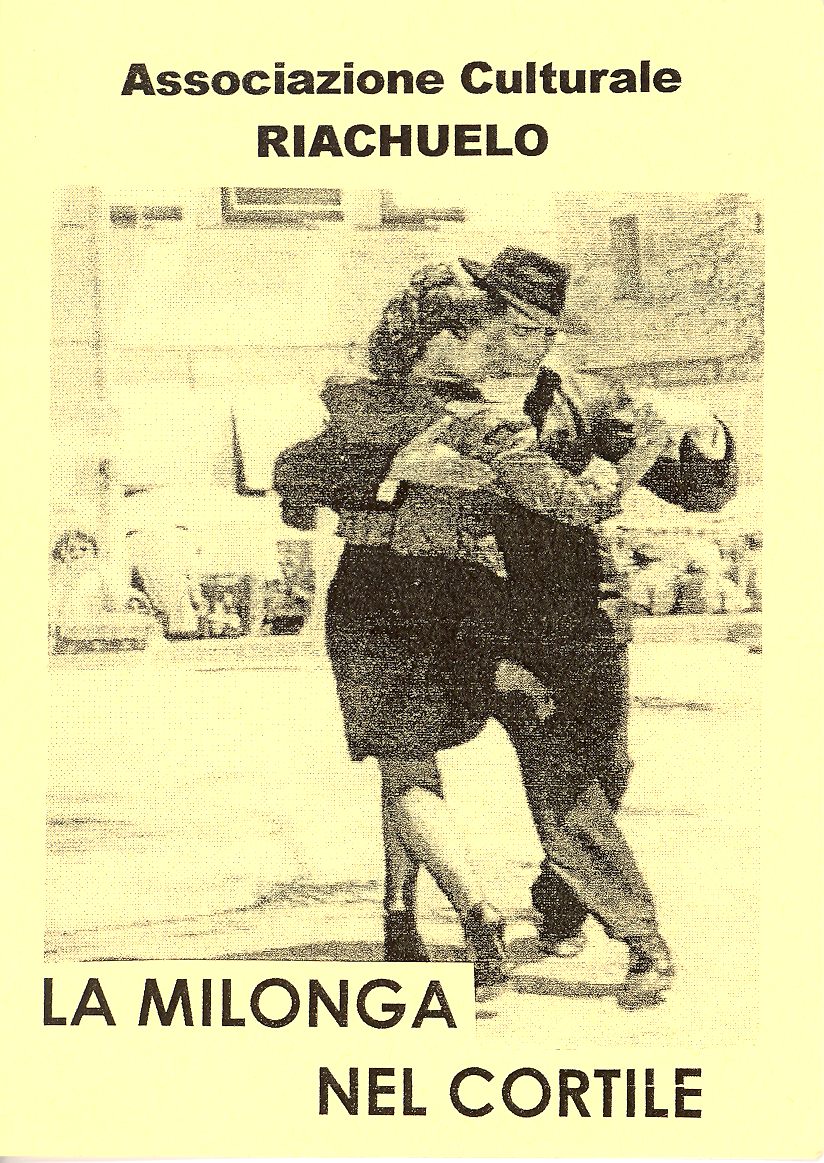 Associazione Culturale
RIACHUELO
LA MILONGA
NEL CORTILE